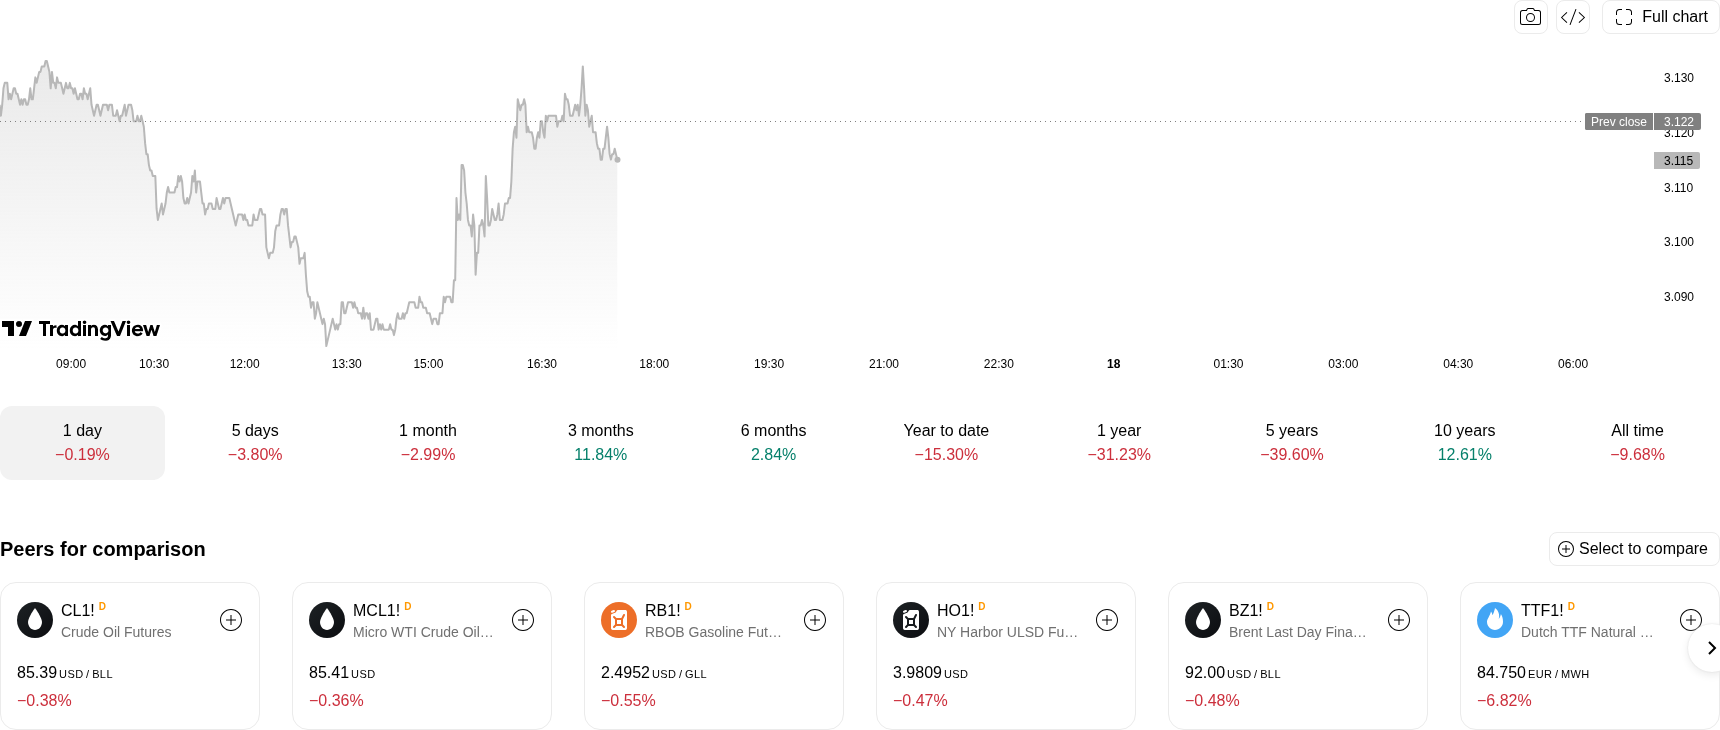 Full chart
3.130
Prev close 3.122
3.120
3.115
3.110
3.100
3.090
TradingView
09:00 10:30 12:00 13:30 15:00 16:30 18:00 19:30 21:00 22:30 18 01:30 03:00 04:30 06:00
1 day 5 days 1 month 3 months 6 months Year to date 1 year 5 years 10 years All time
−0.19% −3.80% −2.99% 11.84% 2.84% −15.30% −31.23% −39.60% 12.61% −9.68%
Peers for comparison
Select to compare
CL1! D MCL1! D RB1! D HO1! D BZ1! D TTF1! D
Crude Oil Futures Micro WTI Crude Oil… RBOB Gasoline Fut… NY Harbor ULSD Fu… Brent Last Day Fina… Dutch TTF Natural …
85.39 USD / BLL 85.41 USD 2.4952 USD / GLL 3.9809 USD 92.00 USD / BLL 84.750 EUR / MWH
−0.38% −0.36% −0.55% −0.47% −0.48% −6.82%